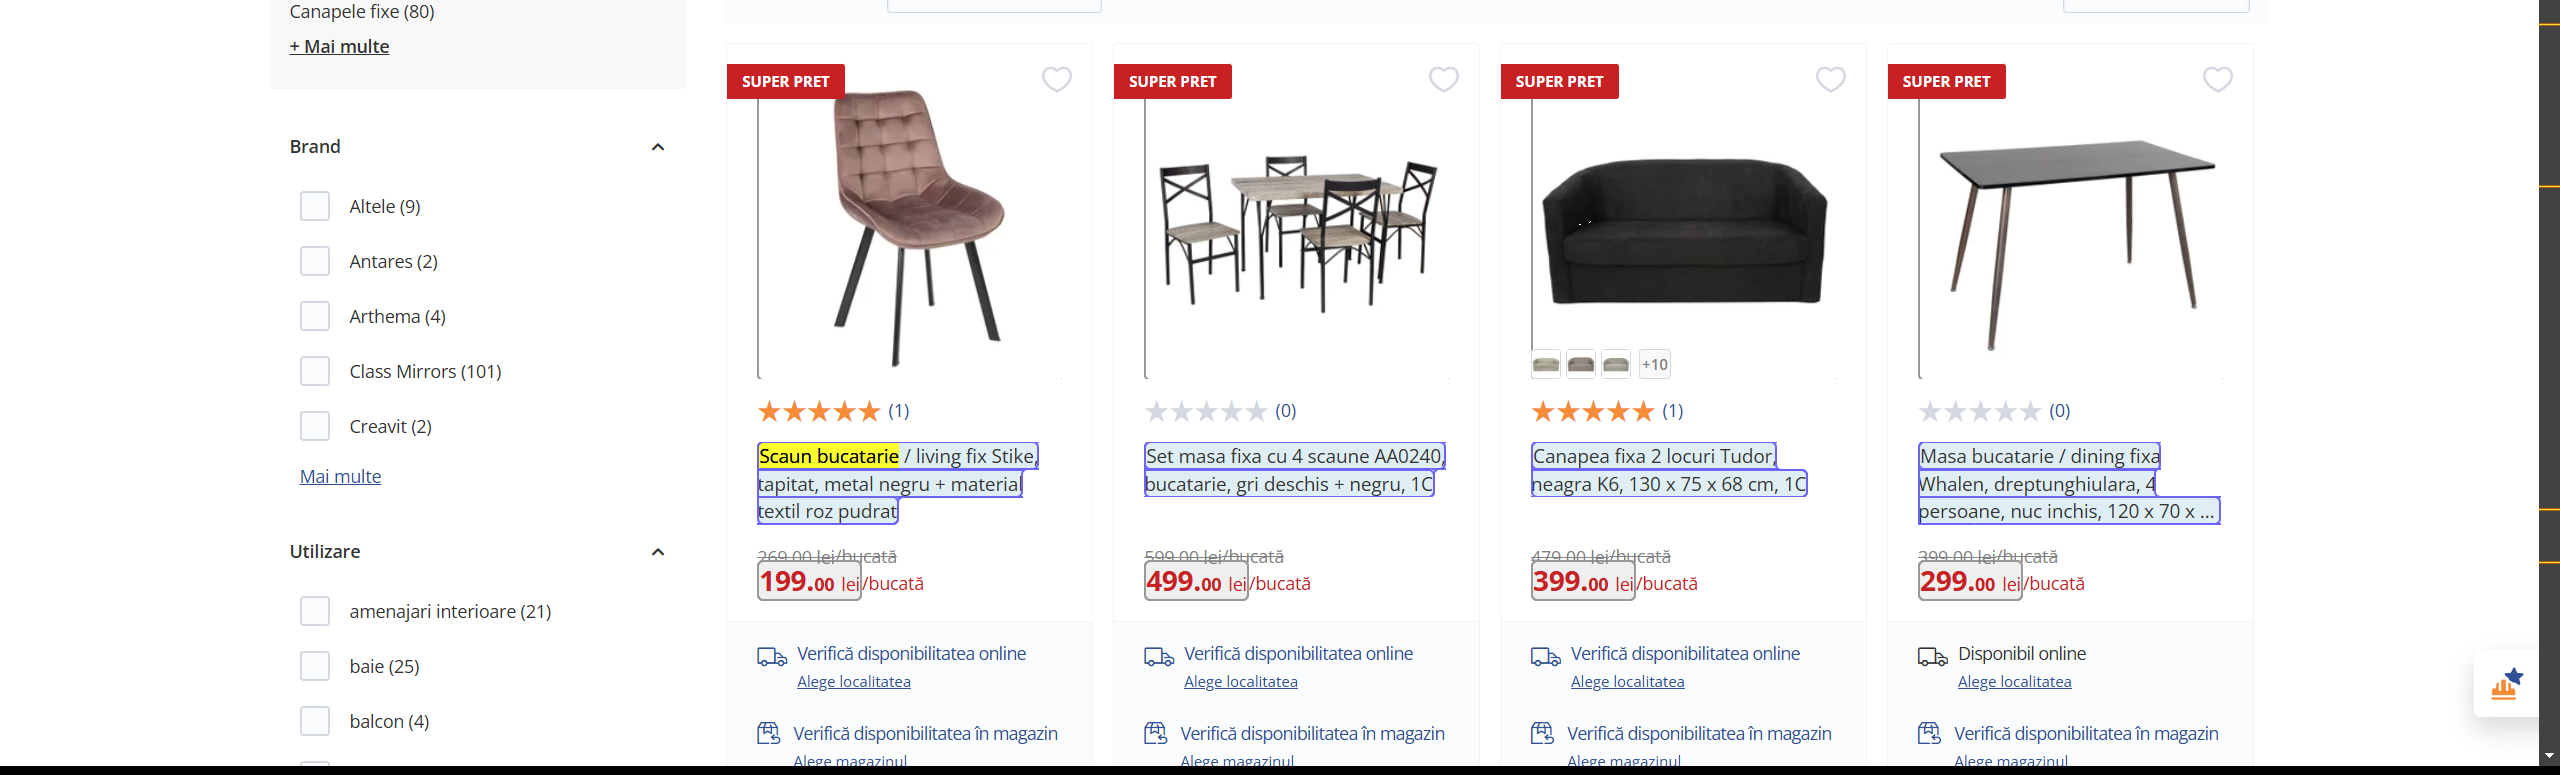 Canapele fixe (80)
+ Mai multe
Brand
Altele (9)
Antares (2)
Arthema (4)
Class Mirrors (101)
Creavit (2)
Mai multe
Utilizare
amenajari interioare (21)
baie (25)
balcon (4)
SUPER PRET
(1)
Scaun bucatarie / living fix Stike,
tapitat, metal negru + material
textil roz pudrat
269.00 lei/bucată
199.00 lei/bucată
Verifică disponibilitatea online
Alege localitatea
Verifică disponibilitatea în magazin
Alege magazinul
SUPER PRET
(0)
Set masa fixa cu 4 scaune AA0240,
bucatarie, gri deschis + negru, 1C
599.00 lei/bucată
499.00 lei/bucată
Verifică disponibilitatea online
Alege localitatea
Verifică disponibilitatea în magazin
Alege magazinul
SUPER PRET
+10
(1)
Canapea fixa 2 locuri Tudor,
neagra K6, 130 x 75 x 68 cm, 1C
479.00 lei/bucată
399.00 lei/bucată
Verifică disponibilitatea online
Alege localitatea
Verifică disponibilitatea în magazin
Alege magazinul
SUPER PRET
(0)
Masa bucatarie / dining fixa
Whalen, dreptunghiulara, 4
persoane, nuc inchis, 120 x 70 x ...
399.00 lei/bucată
299.00 lei/bucată
Disponibil online
Alege localitatea
Verifică disponibilitatea în magazin
Alege magazinul